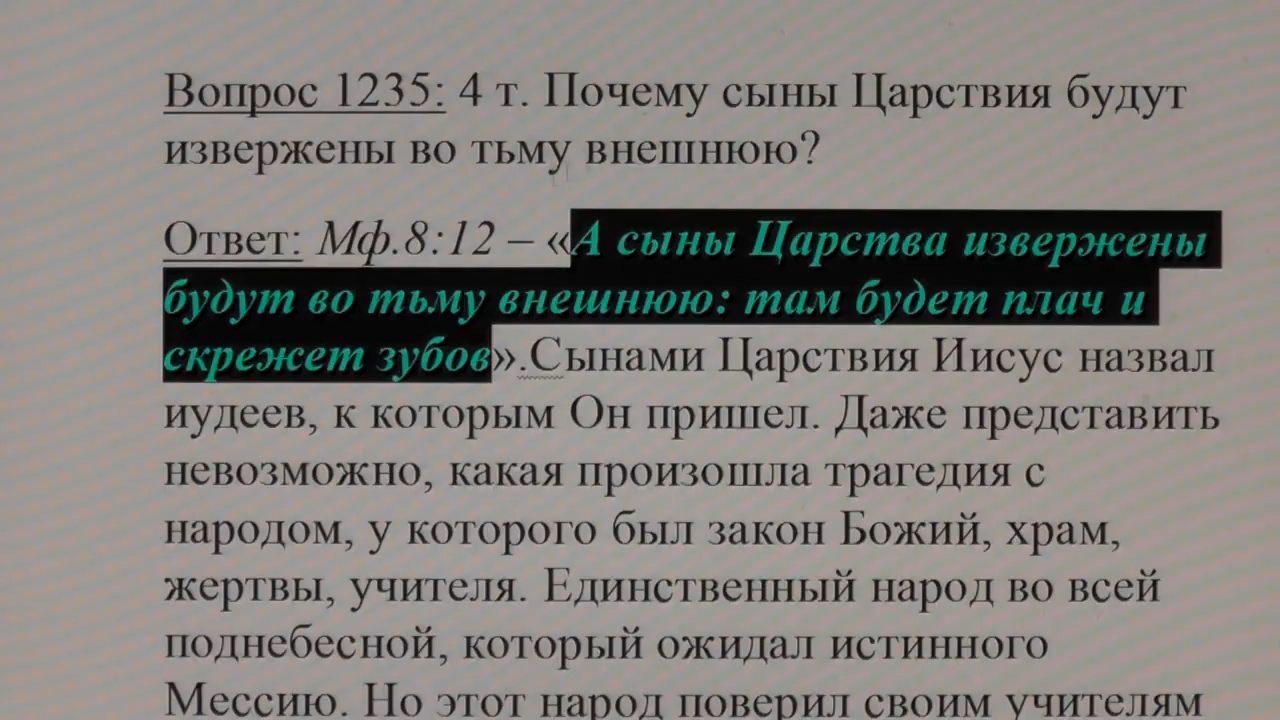 Вопрос 1235: 4 т. Почему сыны Царствия будут
извержены во тьму внешнюю?
Ответ: Мф.8:12 – «А сыны Царства извержены
будут во тьму внешнюю: там будет плач и
скрежет зубов».Сынами Царствия Иисус назвал
иудеев, к которым Он пришел. Даже представить
невозможно, какая произошла трагедия с
народом, у которого был закон Божий, храм,
жертвы, учителя. Единственный народ во всей
поднебесной, который ожидал истинного
Мессию. Но этот народ поверил своим учителям